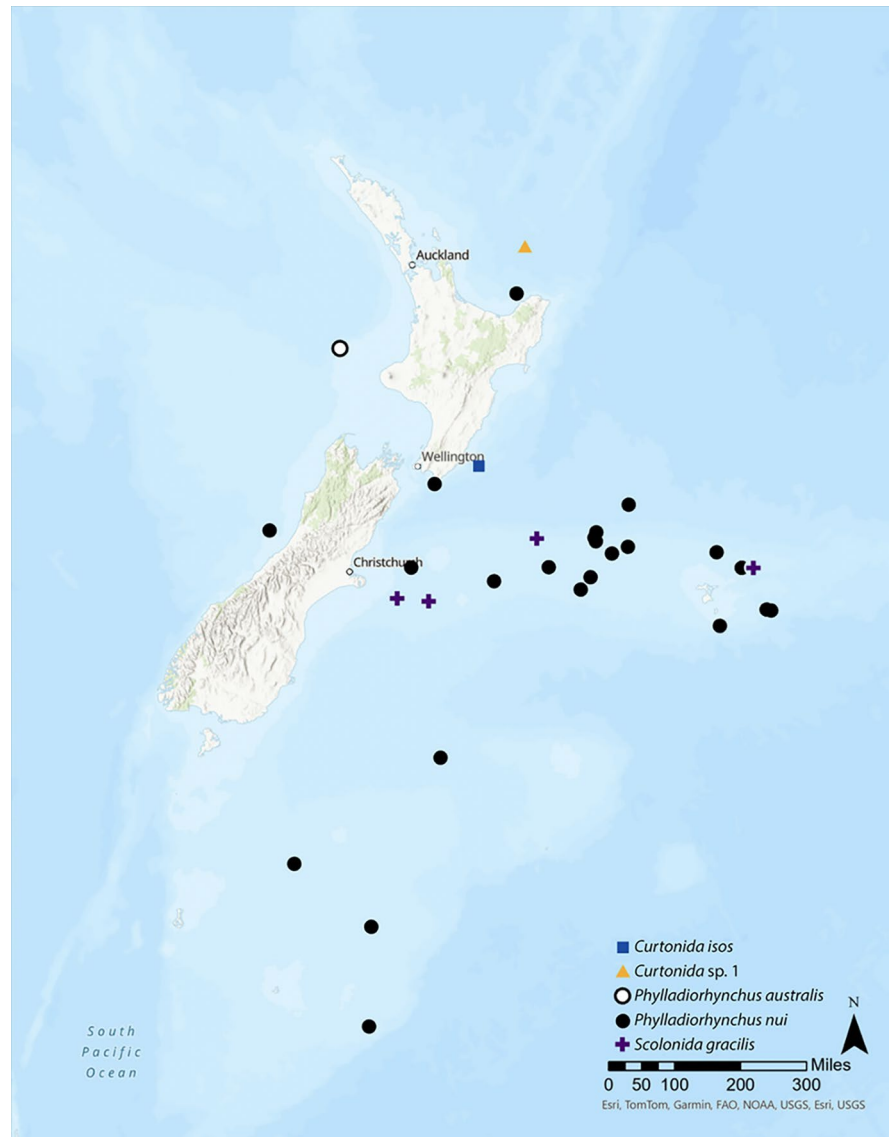 Auckland
Wellington
Christchurch
South
Pacific
Ocean
Curtonida isos
Curtonida sp. 1
Phylladiorhynchus australis
Phylladiorhynchus nui
Scolonida gracilis
N
Miles
0 50 100 200 300
Esri, TomTom, Garmin, FAO, NOAA, USGS, Esri, USGS